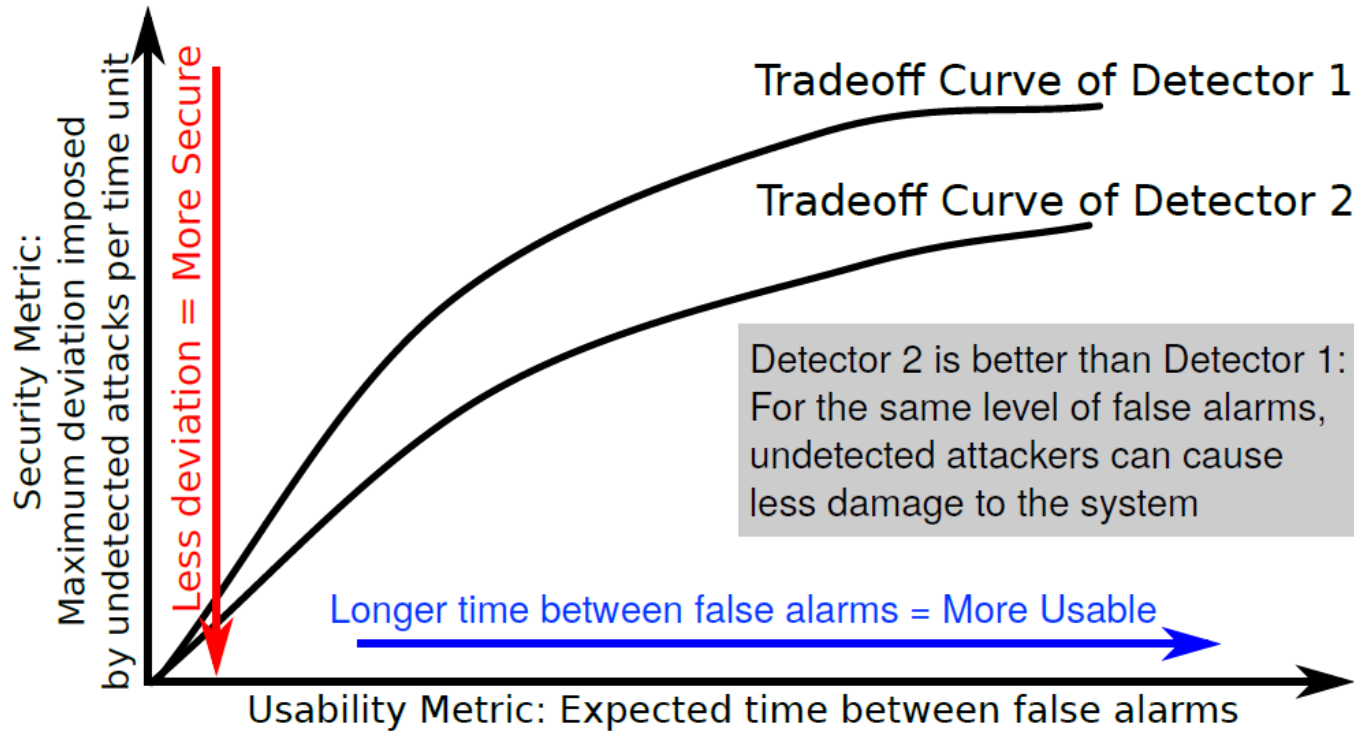 Security Metric:
Maximum deviation imposed
by undetected attacks per time unit
Less deviation = More Secure
Tradeoff Curve of Detector 1
Tradeoff Curve of Detector 2
Detector 2 is better than Detector 1:
For the same level of false alarms,
undetected attackers can cause
less damage to the system
Longer time between false alarms = More Usable
Usability Metric: Expected time between false alarms